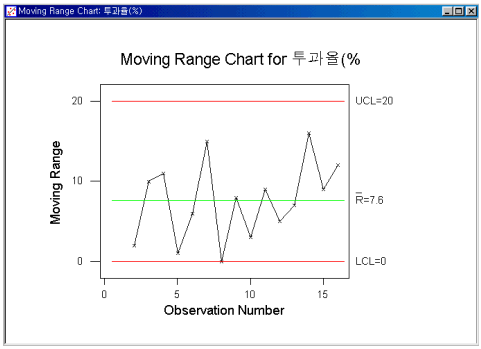 Moving Range Chart: 투과율(%)
Moving Range Chart for 투과율(%
Moving Range
20
10
0
UCL=20
R=7.6
LCL=0
0 5 10 15
Observation Number